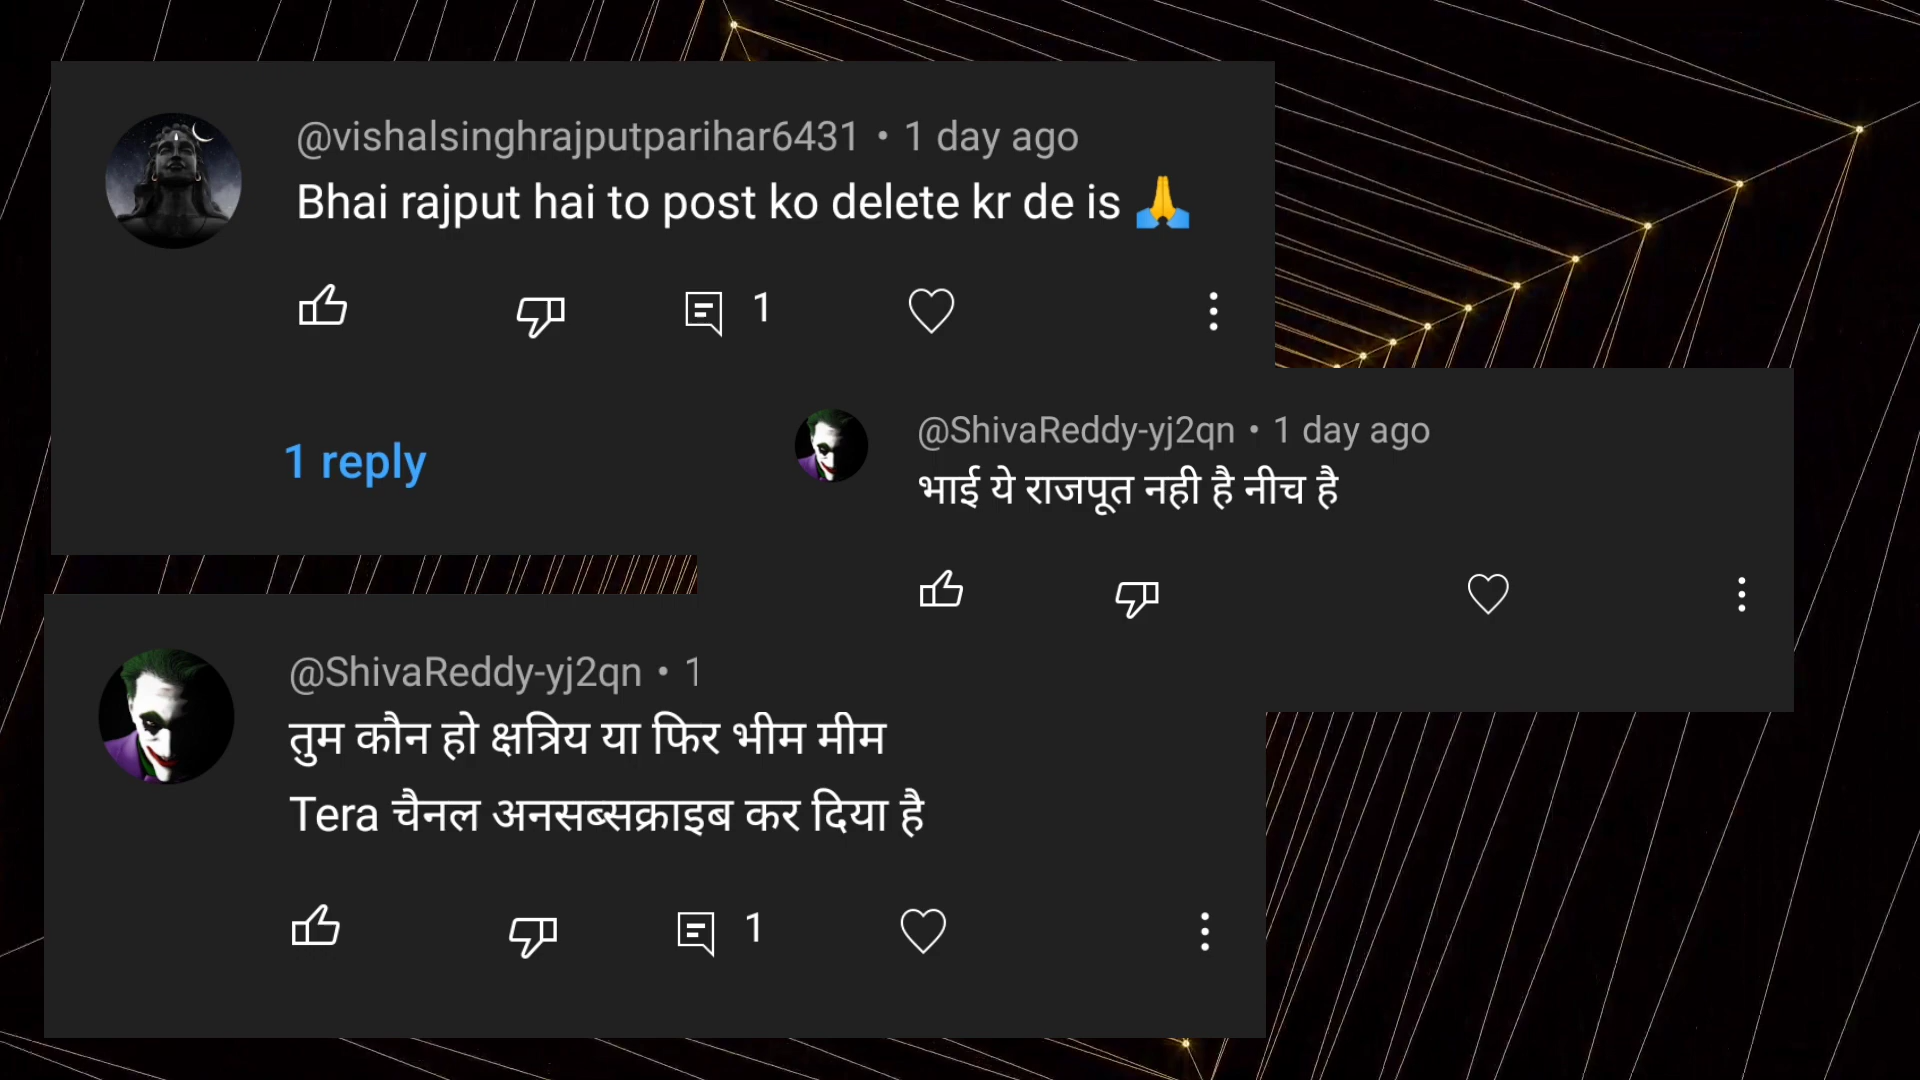 @vishalsinghrajputparihar6431 • 1 day ago
Bhai rajput hai to post ko delete kr de is 🙏
1
1 reply
@ShivaReddy-yj2qn • 1 day ago
भाई ये राजपूत नही है नीच है
@ShivaReddy-yj2qn • 1
तुम कौन हो क्षत्रिय या फिर भीम मीम
Tera चैनल अनसब्सक्राइब कर दिया है
1